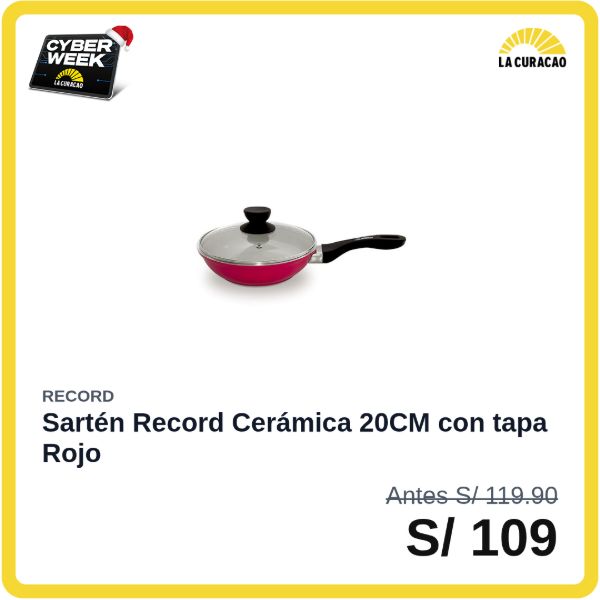 CYBER
WEEK
LA CURACAO
LA CURACAO
RECORD
Sartén Record Cerámica 20CM con tapa
Rojo
Antes S/ 119.90
S/ 109